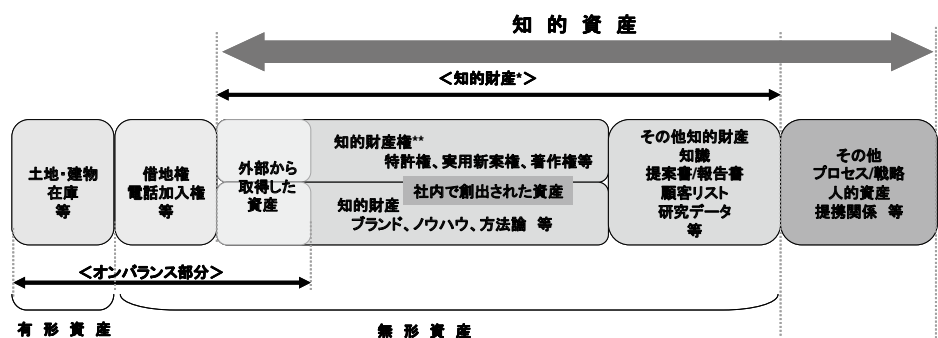 知 的 資 産
＜知的財産*＞
土地・建物
在庫
等
借地権
電話加入権
等
外部から
取得した
資産
知的財産権**
特許権、実用新案権、著作権等
社内で創出された資産
知的財産
ブランド、ノウハウ、方法論 等
その他知的財産
知識
提案書/報告書
顧客リスト
研究データ
等
その他
プロセス/戦略
人的資産
提携関係 等
＜オンバランス部分＞
有 形 資 産
無 形 資 産